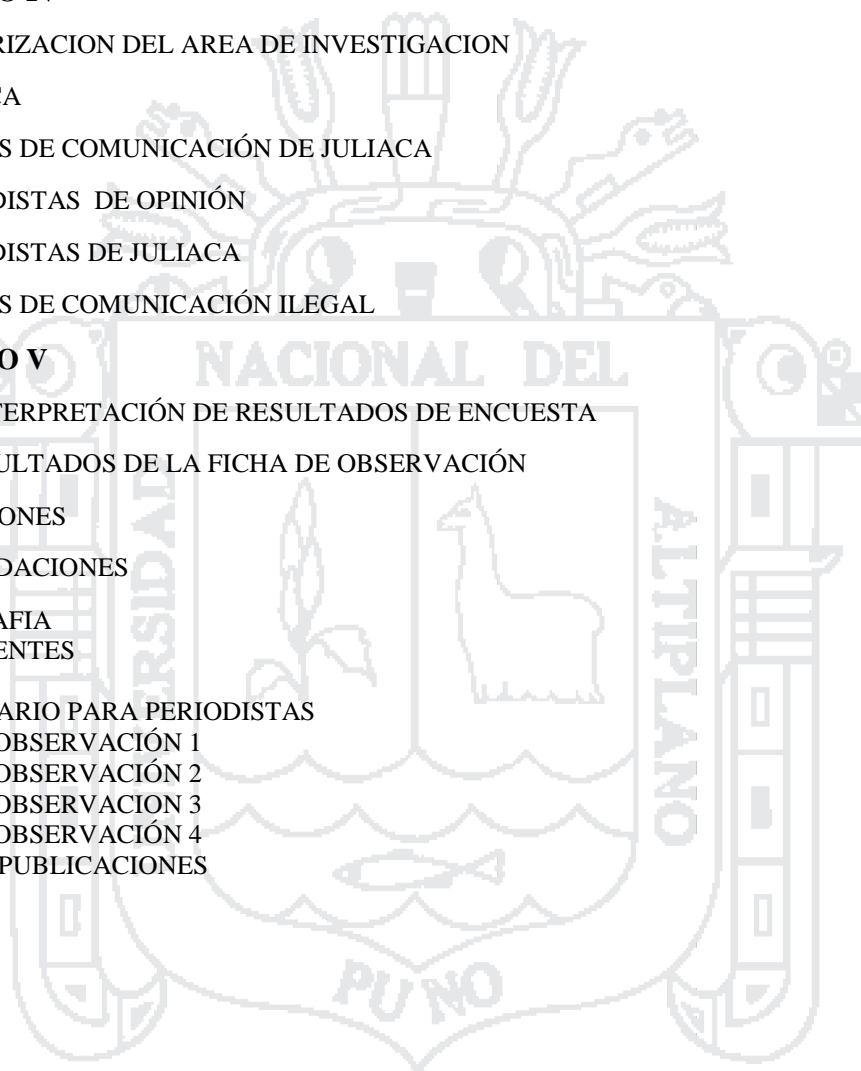 RIZACION DEL AREA DE INVESTIGACION
CA
S DE COMUNICACIÓN DE JULIACA
DISTAS DE OPINIÓN
DISTAS DE JULIACA
S DE COMUNICACIÓN ILEGAL
O V
TERPRETACIÓN DE RESULTADOS DE ENCUESTA
ULTADOS DE LA FICHA DE OBSERVACIÓN
ONES
DACIONES
AFIA
ENTES
ARIO PARA PERIODISTAS
OBSERVACIÓN 1
OBSERVACIÓN 2
OBSERVACION 3
OBSERVACIÓN 4
PUBLICACIONES
NACIONAL DEL
ERSIDAD
ALTIPLANO
PUNO